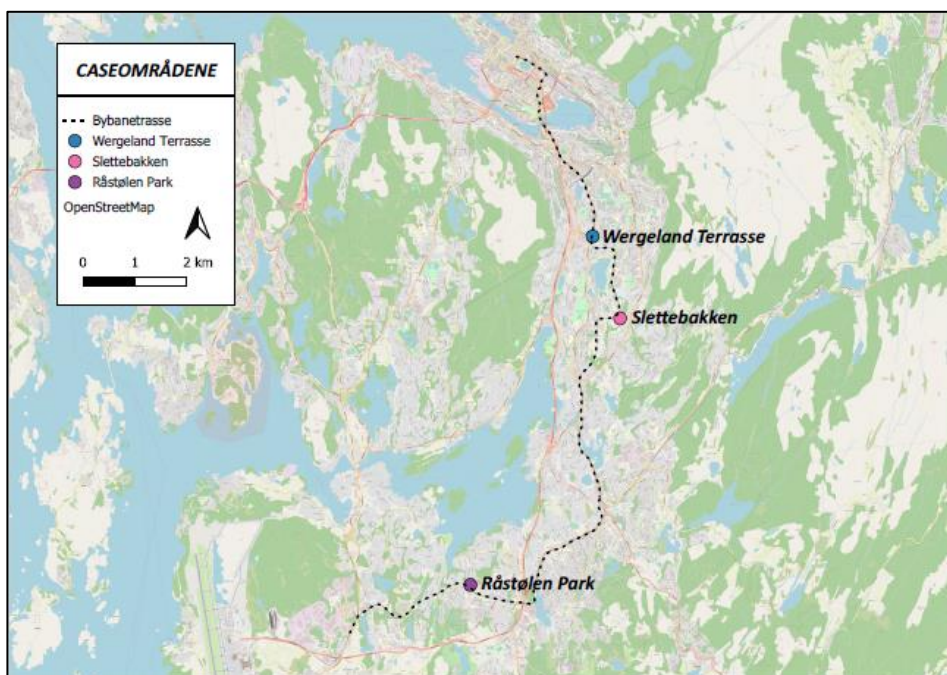 CASEOMRÅDENE
Bybanetrasse
Wergeland Terrasse
Slettebakken
Råstølen Park
OpenStreetMap
0 1 2 km
Wergeland Terrasse
Slettebakken
Råstølen Park